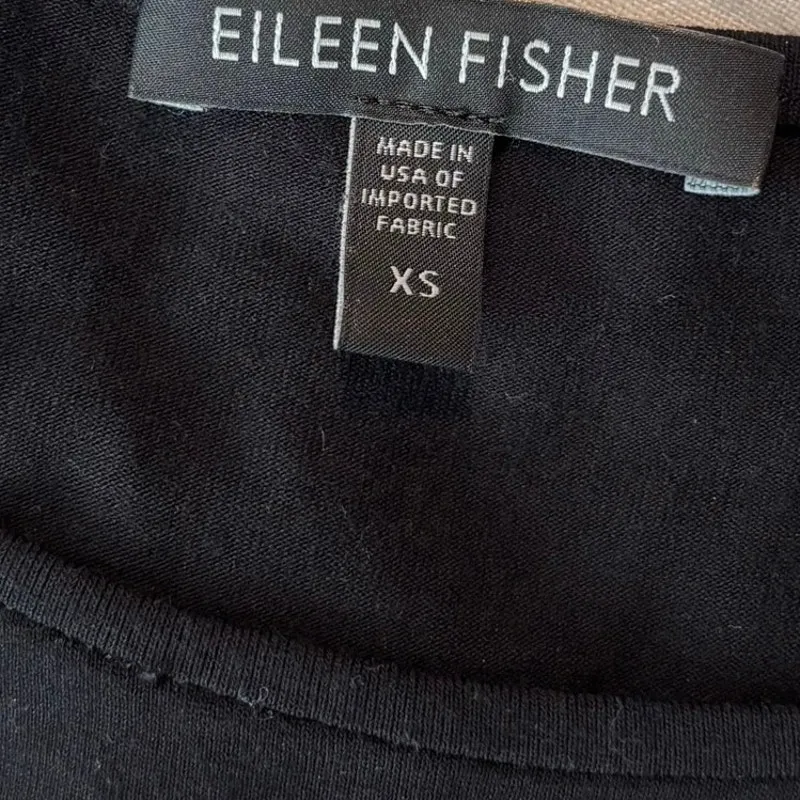 EILEEN FISHER
MADE IN
USA OF
IMPORTED
FABRIC
XS